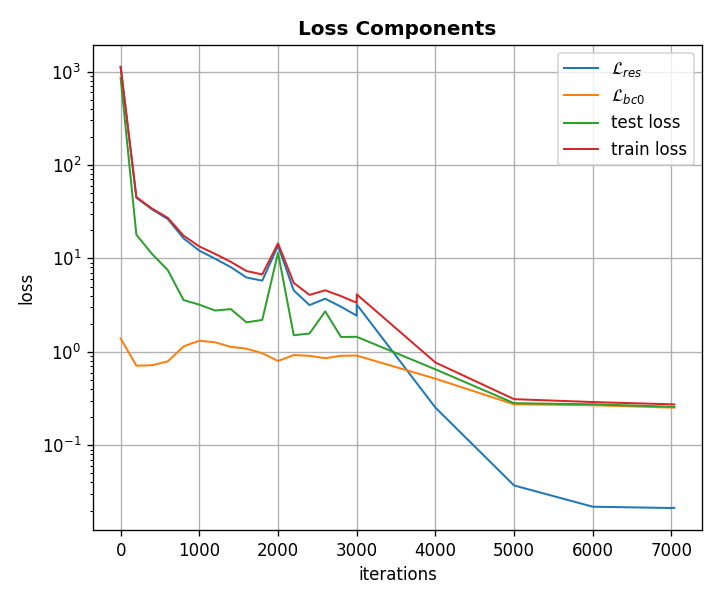 Loss Components
10³
10²
10¹
10⁰
10⁻¹
loss
0 1000 2000 3000 4000 5000 6000 7000
iterations
ℒres
ℒbc0
test loss
train loss